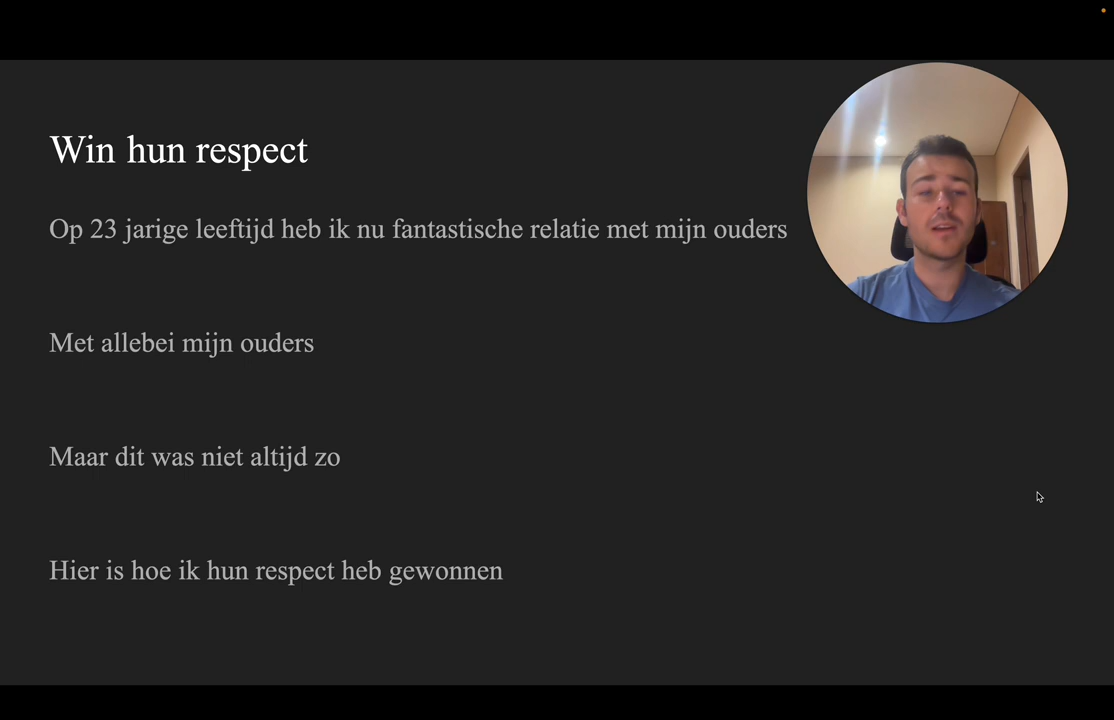 Win hun respect
Op 23 jarige leeftijd heb ik nu fantastische relatie met mijn ouders
Met allebei mijn ouders
Maar dit was niet altijd zo
Hier is hoe ik hun respect heb gewonnen